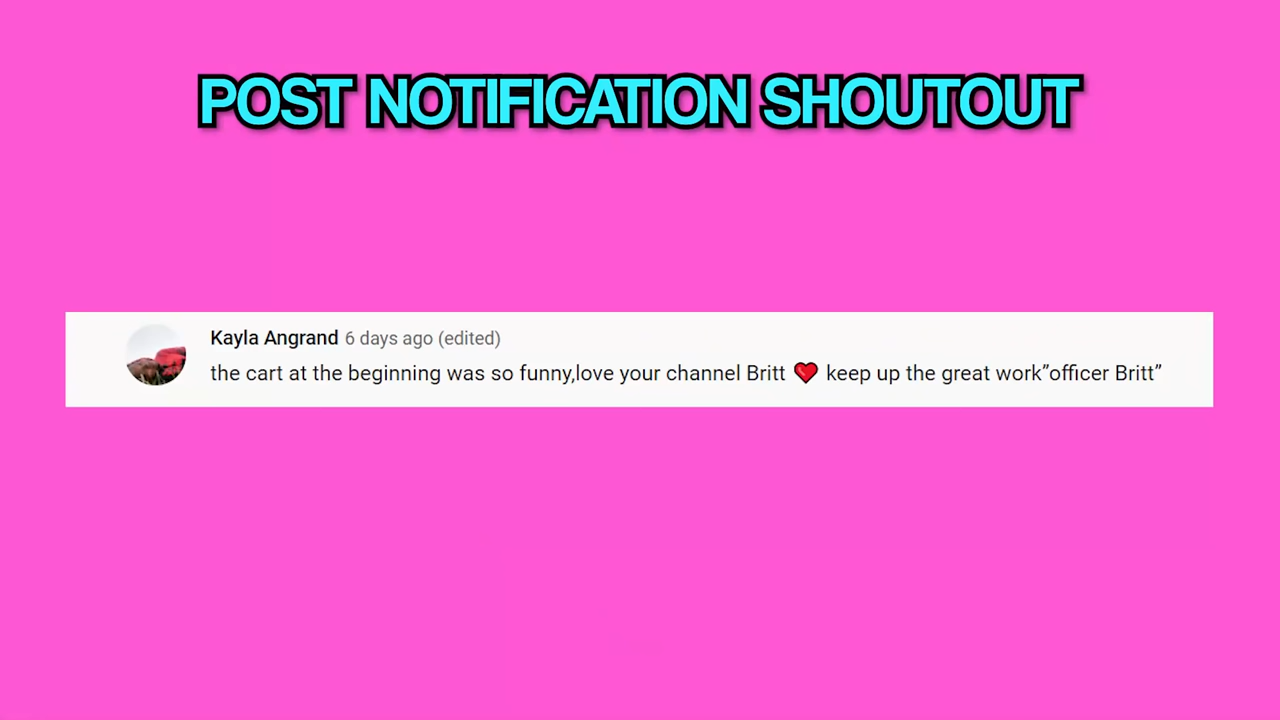 POST NOTIFICATION SHOUTOUT
Kayla Angrand 6 days ago (edited)
the cart at the beginning was so funny,love your channel Britt ❤️ keep up the great work”officer Britt”